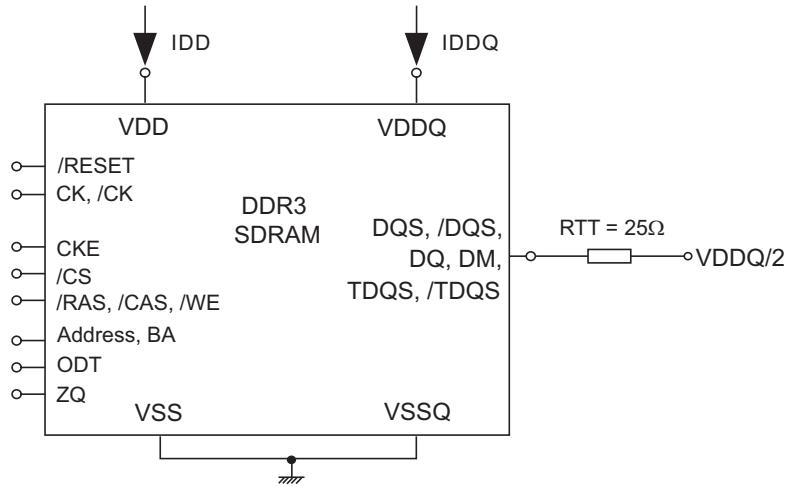 IDD
IDDQ
VDD
VDDQ
/RESET
CK, /CK
DDR3
SDRAM
DQS, /DQS,
DQ, DM,
TDQS, /TDQS
RTT = 25Ω
VDDQ/2
CKE
/CS
/RAS, /CAS, /WE
Address, BA
ODT
ZQ
VSS
VSSQ